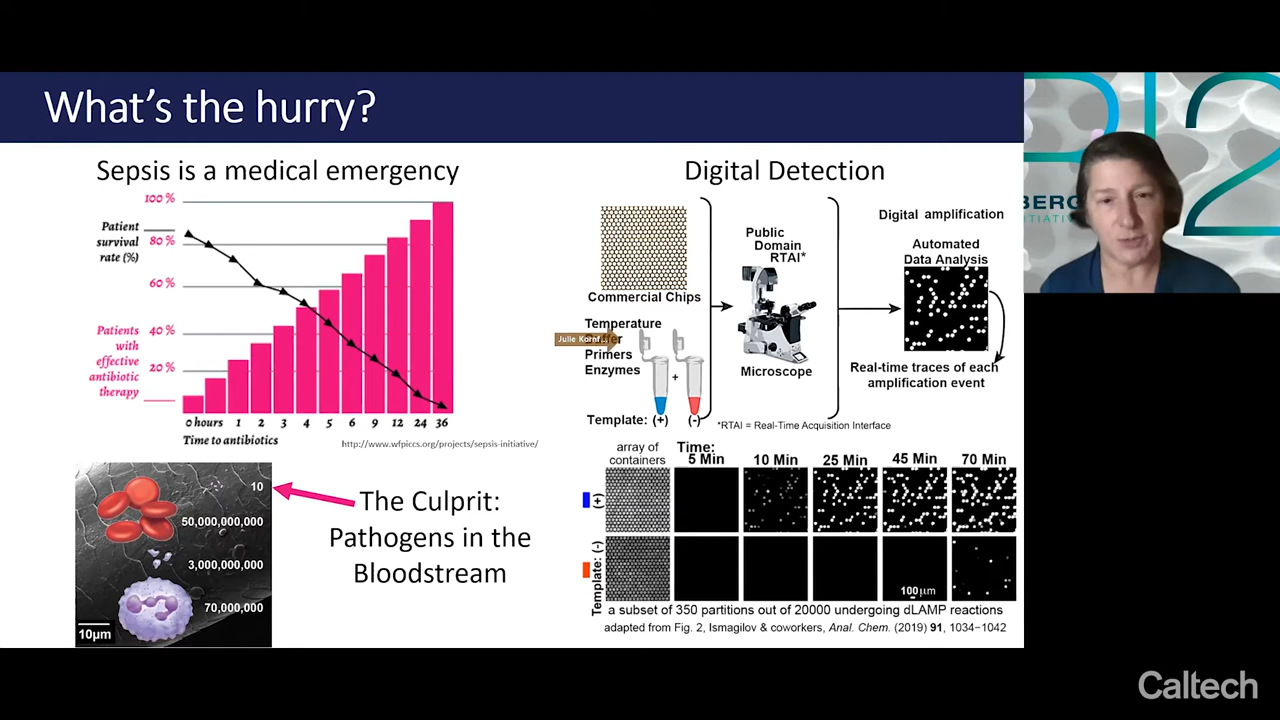 What's the hurry?
Sepsis is a medical emergency
100 %
Patient
survival
rate (%)
80 %
60 %
Patients
with
effective
antibiotic
therapy
40 %
20 %
0 hours 1 2 3 4 5 6 9 12 24 36
Time to antibiotics
http://www.wfpiccs.org/projects/sepsis-initiative/
10
50,000,000,000
3,000,000,000
70,000,000
10µm
The Culprit:
Pathogens in the
Bloodstream
Digital Detection
Commercial Chips
Temperature
Julie Kornf...
Primers
Enzymes
+
Template: (+) (-)
Public
Domain
RTAI*
Microscope
Digital amplification
Automated
Data Analysis
Real-time traces of each
amplification event
*RTAI = Real-Time Acquisition Interface
array of
containers
Time:
5 Min 10 Min 25 Min 45 Min 70 Min
Template: (-) (+)
100 µm
a subset of 350 partitions out of 20000 undergoing dLAMP reactions
adapted from Fig. 2, Ismagilov & coworkers, Anal. Chem. (2019) 91, 1034−1042
BERG
ITIATIVE
I2
Caltech